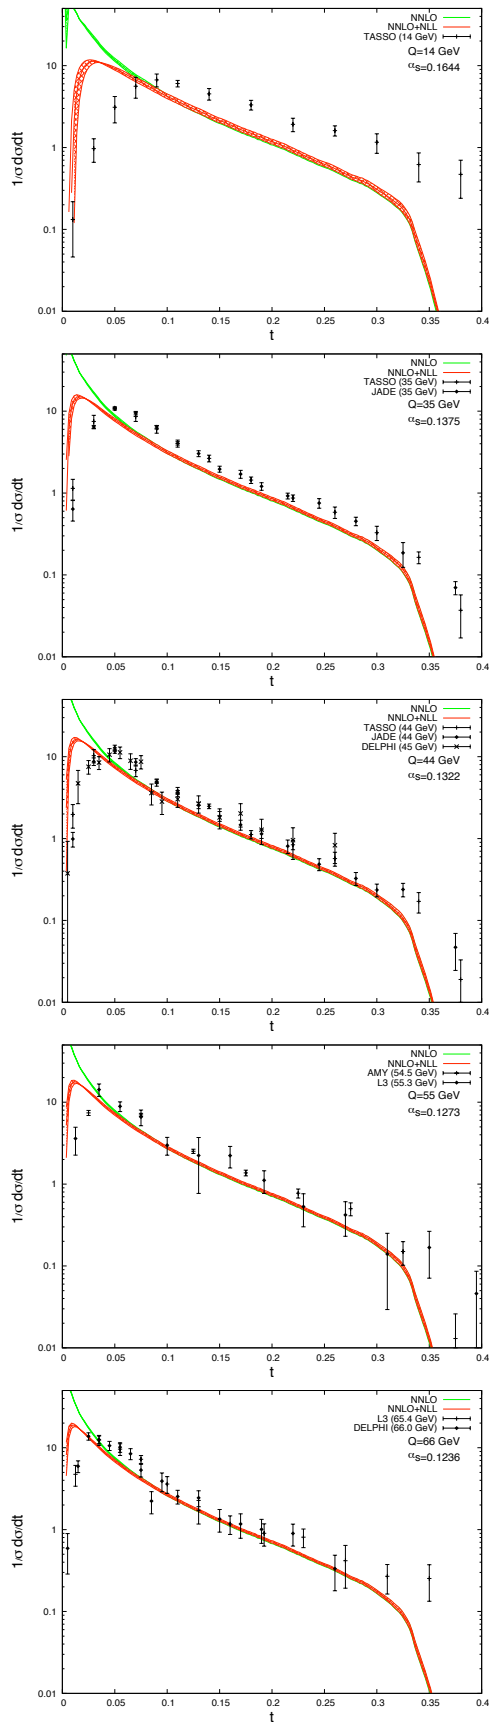 NNLO
NNLO+NLL
TASSO (14 GeV)
Q=14 GeV
αs=0.1644
10
1
0.1
0.01
1/σ dσ/dt
0 0.05 0.1 0.15 0.2 0.25 0.3 0.35 0.4
t
NNLO
NNLO+NLL
TASSO (35 GeV)
JADE (35 GeV)
Q=35 GeV
αs=0.1375
10
1
0.1
0.01
1/σ dσ/dt
0 0.05 0.1 0.15 0.2 0.25 0.3 0.35 0.4
t
NNLO
NNLO+NLL
TASSO (44 GeV)
JADE (44 GeV)
DELPHI (45 GeV)
Q=44 GeV
αs=0.1322
10
1
0.1
0.01
1/σ dσ/dt
0 0.05 0.1 0.15 0.2 0.25 0.3 0.35 0.4
t
NNLO
NNLO+NLL
AMY (54.5 GeV)
L3 (55.3 GeV)
Q=55 GeV
αs=0.1273
10
1
0.1
0.01
1/σ dσ/dt
0 0.05 0.1 0.15 0.2 0.25 0.3 0.35 0.4
t
NNLO
NNLO+NLL
L3 (65.4 GeV)
DELPHI (66.0 GeV)
Q=66 GeV
αs=0.1236
10
1
0.1
0.01
1/σ dσ/dt
0 0.05 0.1 0.15 0.2 0.25 0.3 0.35 0.4
t